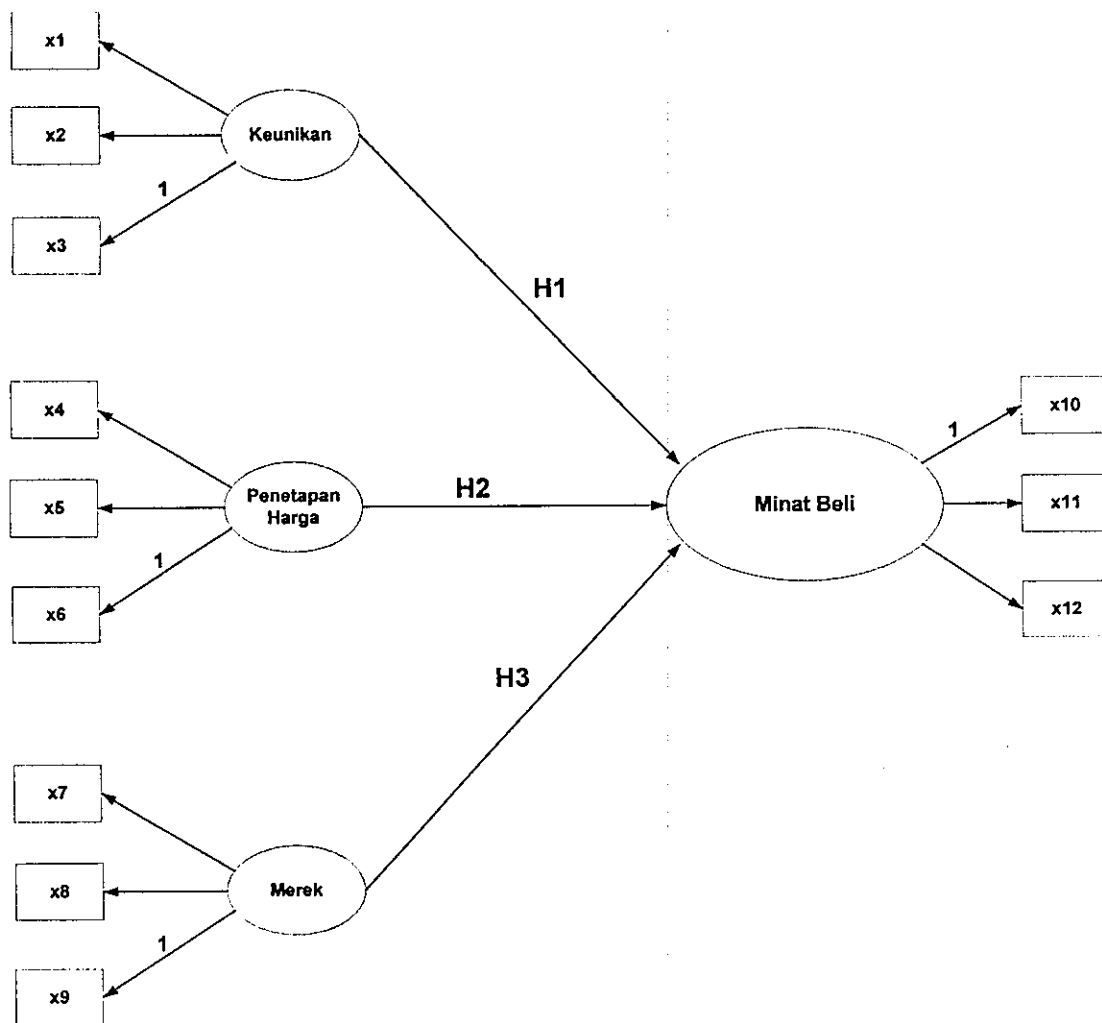 x1
x2
Keunikan
1
x3
H1
x4
x5
Penetapan
Harga
H2
1
x6
Minat Beli
1
x10
x11
x12
H3
x7
x8
Merek
1
x9